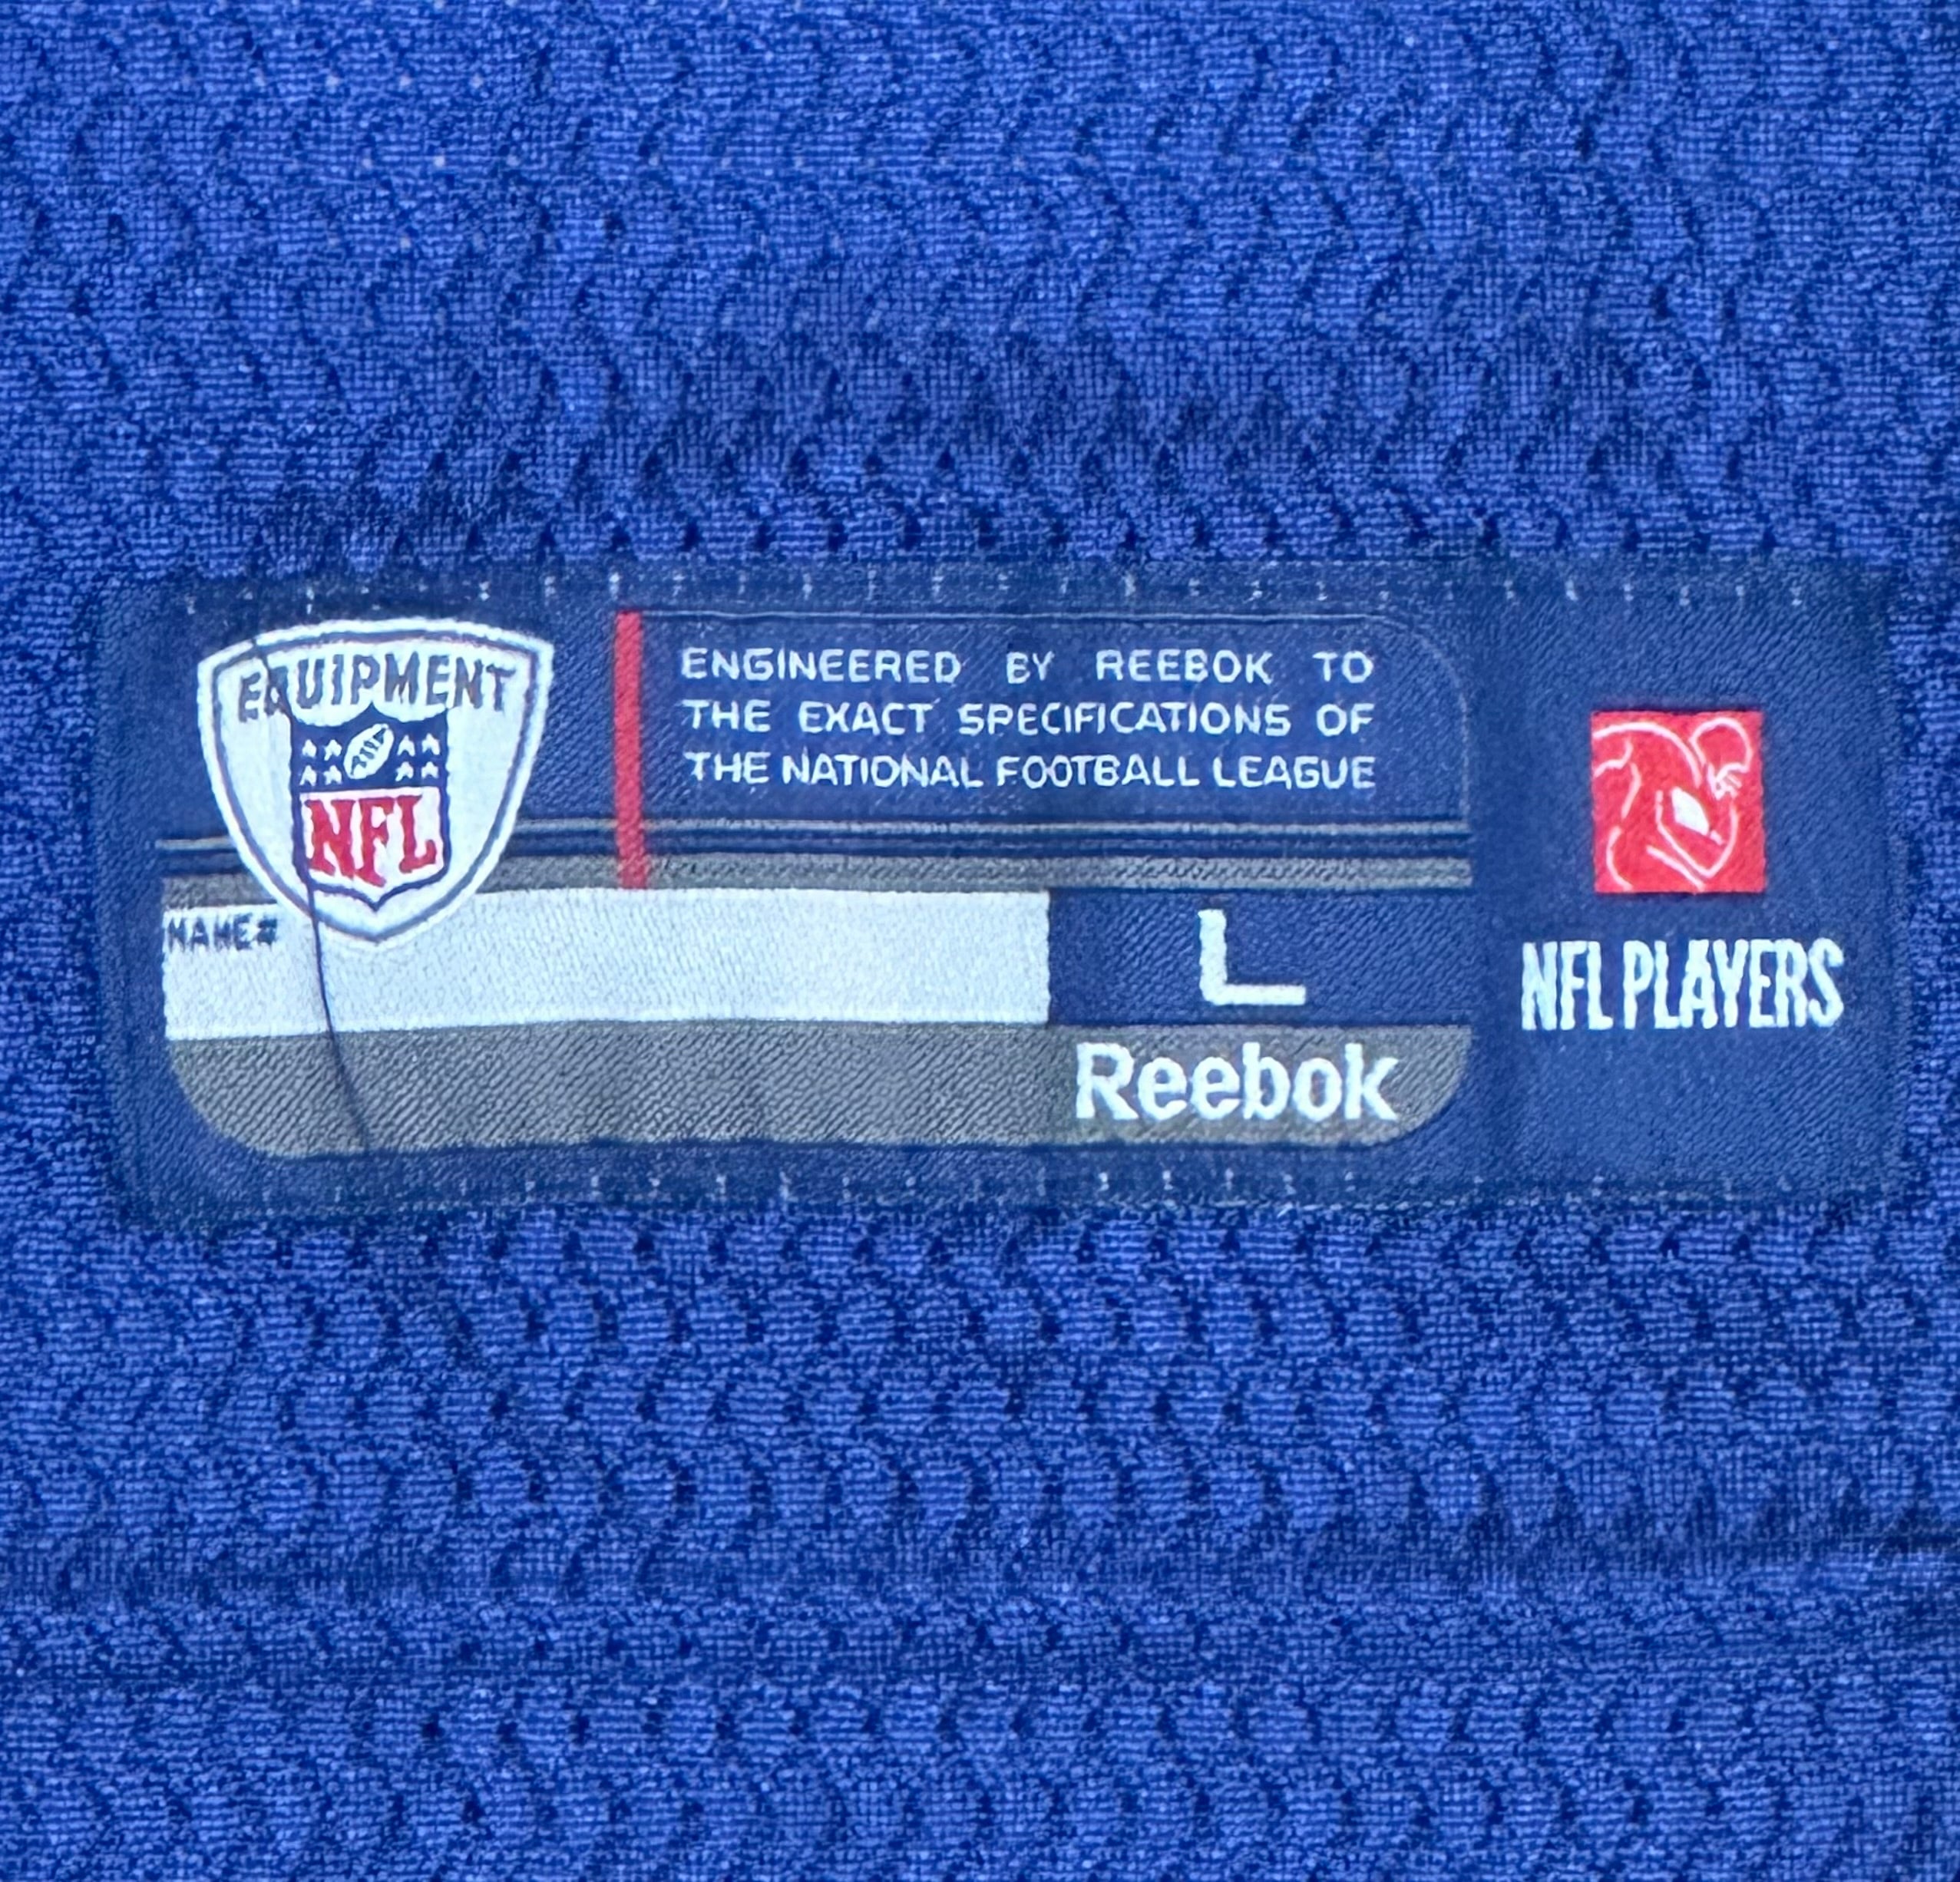 EQUIPMENT
NFL
ENGINEERED BY REEBOK TO
THE EXACT SPECIFICATIONS OF
THE NATIONAL FOOTBALL LEAGUE
NAME#
L
Reebok
NFL PLAYERS